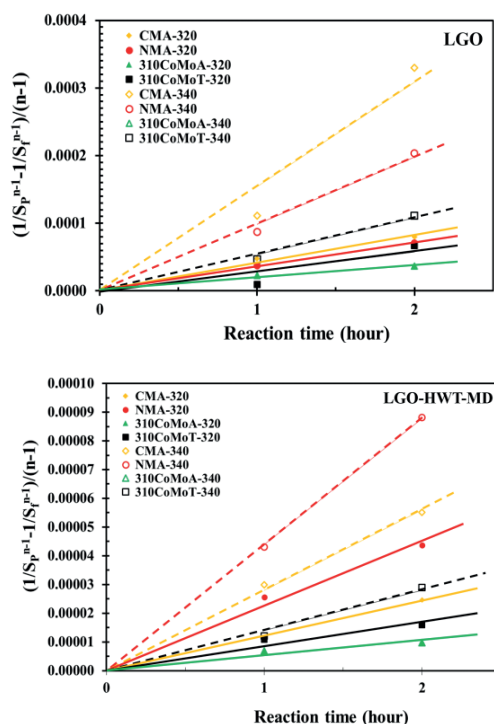 0.0004
0.0003
0.0002
0.0001
0.0000
(1/Sₚⁿ⁻¹-1/S_fⁿ⁻¹)/(n-1)
LGO
CMA-320
NMA-320
310CoMoA-320
310CoMoT-320
CMA-340
NMA-340
310CoMoA-340
310CoMoT-340
0 1 2
Reaction time (hour)
0.00010
0.00009
0.00008
0.00007
0.00006
0.00005
0.00004
0.00003
0.00002
0.00001
0.00000
(1/Sₚⁿ⁻¹-1/S_fⁿ⁻¹)/(n-1)
LGO-HWT-MD
CMA-320
NMA-320
310CoMoA-320
310CoMoT-320
CMA-340
NMA-340
310CoMoA-340
310CoMoT-340
0 1 2
Reaction time (hour)